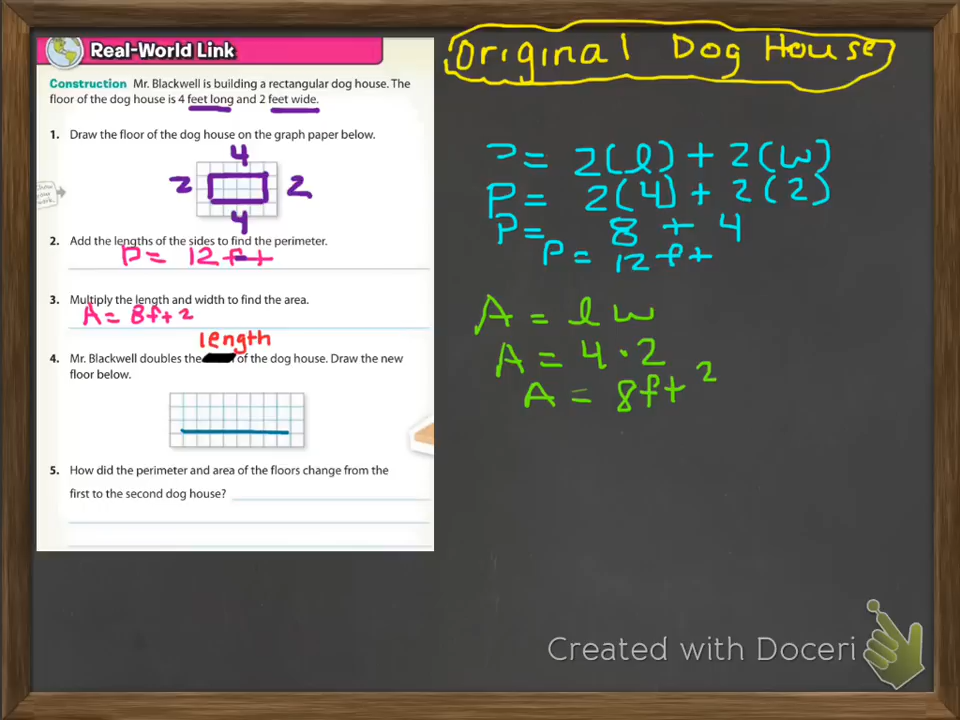 Real-World Link
Construction Mr. Blackwell is building a rectangular dog house. The
floor of the dog house is 4 feet long and 2 feet wide.
1. Draw the floor of the dog house on the graph paper below.
4
2 2
4
2. Add the lengths of the sides to find the perimeter.
P = 12 ft
3. Multiply the length and width to find the area.
A = 8ft 2
length
4. Mr. Blackwell doubles the of the dog house. Draw the new
floor below.
5. How did the perimeter and area of the floors change from the
first to the second dog house?
Original Dog House
P = 2(l) + 2(w)
P = 2(4) + 2(2)
P = 8 + 4
P = 12 ft
A = l w
A = 4 · 2
A = 8ft 2
Created with Doceri